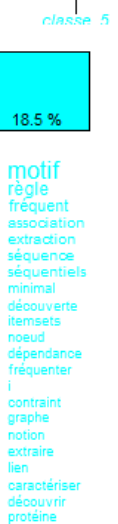 classe 5
18.5 %
motif
règle
fréquent
association
extraction
séquence
séquentiels
minimal
découverte
itemsets
noeud
dépendance
fréquenter
i
contraint
graphe
notion
extraire
lien
caractériser
découvrir
protéine